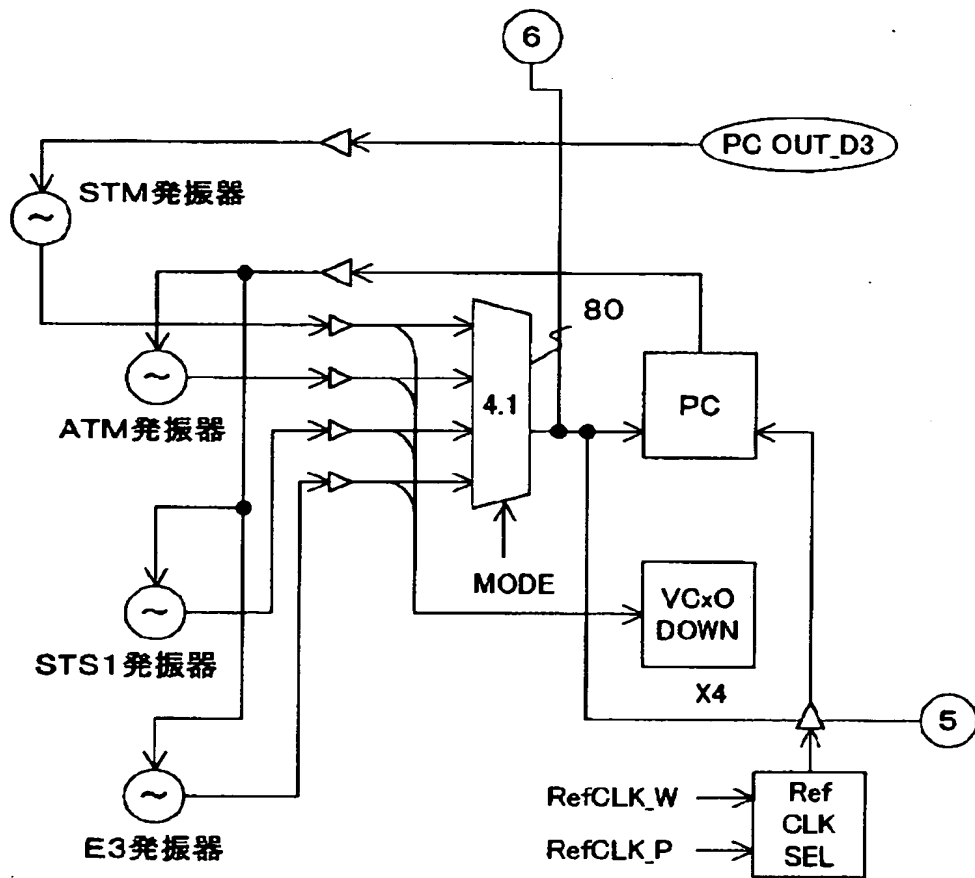 6
PC OUT_D3
STM発振器
80
4.1
PC
ATM発振器
MODE
VCxO
DOWN
STS1発振器
X4
5
RefCLK_W
Ref
CLK
SEL
RefCLK_P
E3発振器